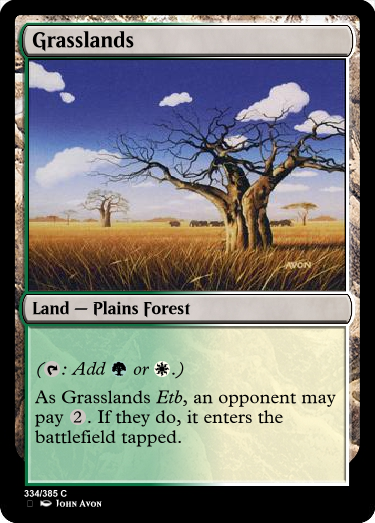 Grasslands
AVON
Land — Plains Forest
(: Add or .)
As Grasslands Etb, an opponent may
pay 2. If they do, it enters the
battlefield tapped.
334/385 C
John Avon